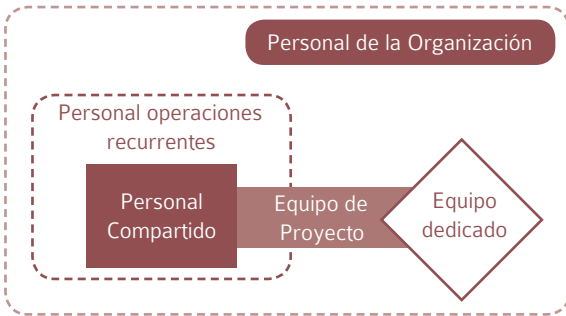 Personal de la Organización
Personal operaciones
recurrentes
Personal
Compartido
Equipo de
Proyecto
Equipo
dedicado